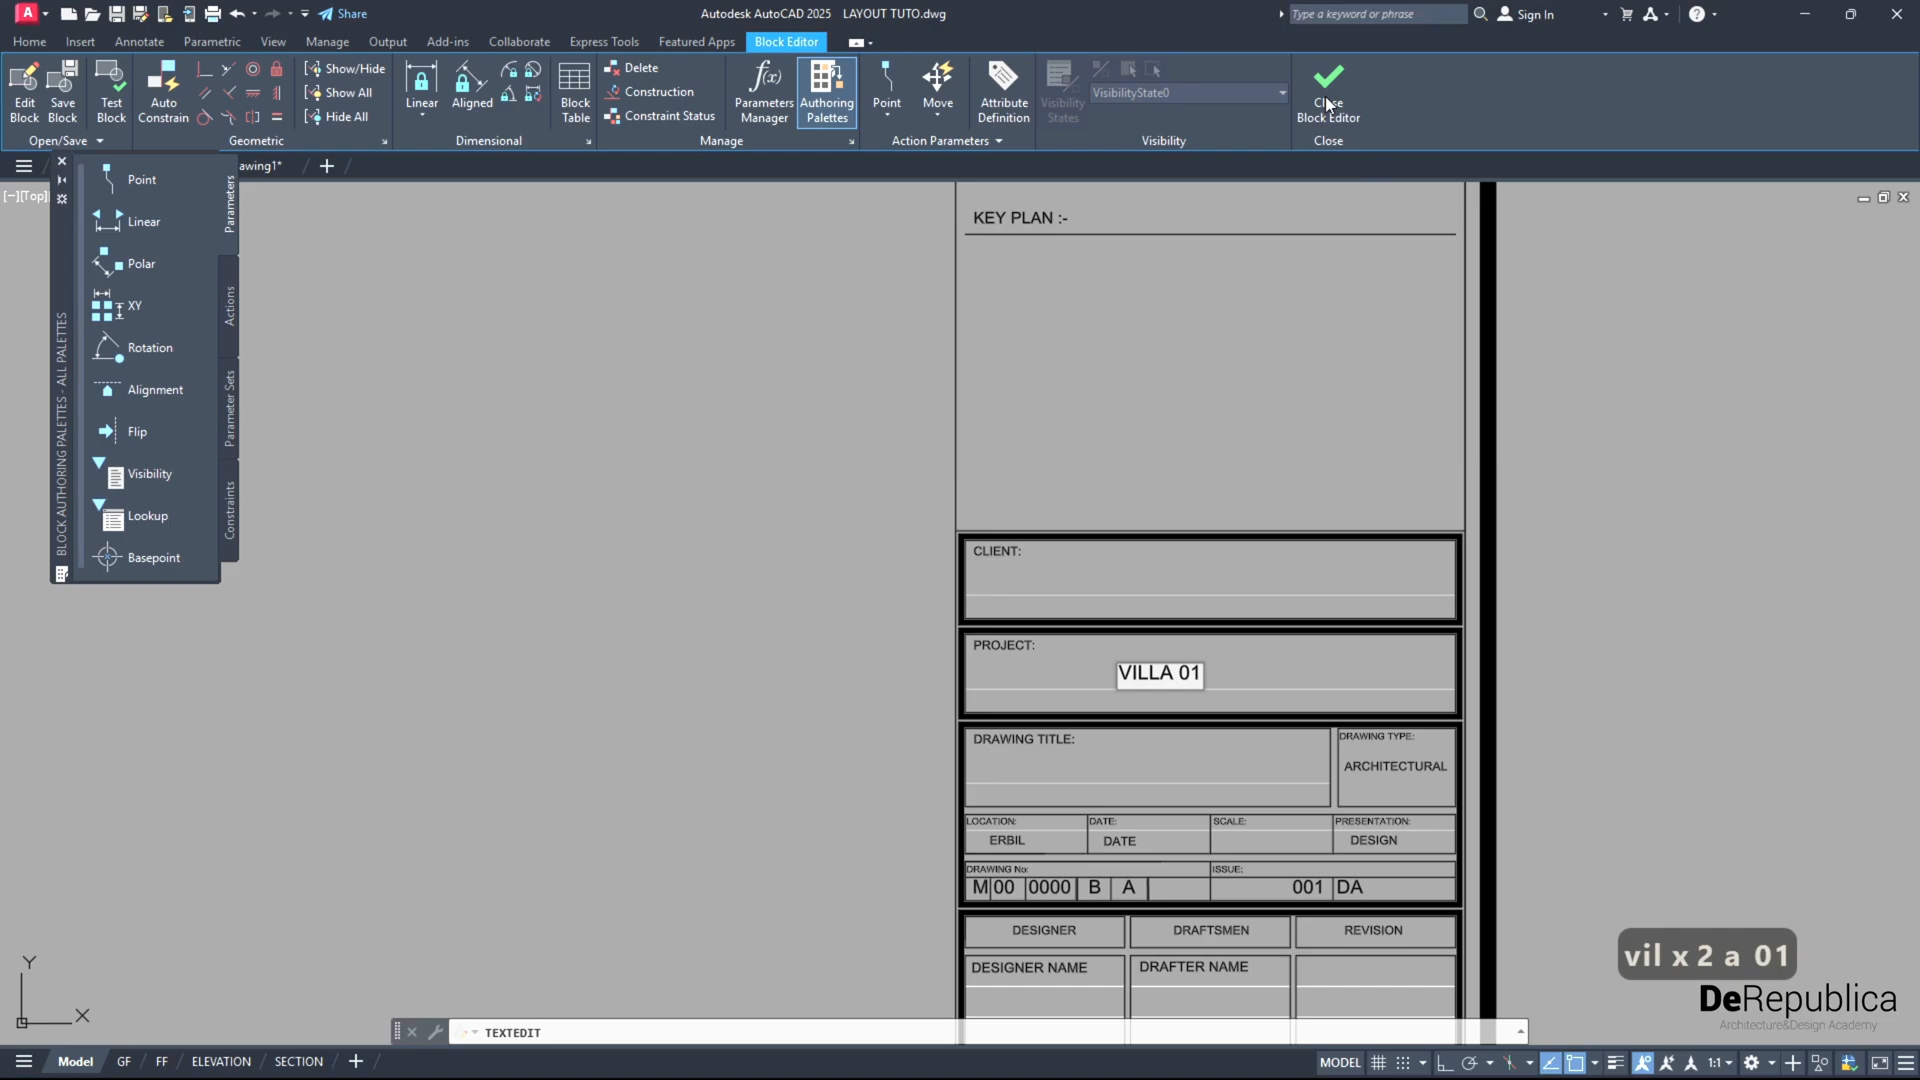 Share
Autodesk AutoCAD 2025 LAYOUT TUTO.dwg
Type a keyword or phrase
Sign In
Home Insert Annotate Parametric View Manage Output Add-ins Collaborate Express Tools Featured Apps Block Editor
Edit Block
Save Block
Test Block
Auto Constrain
Show/Hide
Show All
Hide All
Linear
Aligned
Block Table
Delete
Construction
Constraint Status
f(x)
Parameters Manager
Authoring Palettes
Point
Move
Attribute Definition
Visibility States
VisibilityState0
Close Block Editor
Open/Save
Geometric
Dimensional
Manage
Action Parameters
Visibility
Close
awing1*
[−][Top]
Point
Linear
Polar
XY
Rotation
Alignment
Flip
Visibility
Lookup
Basepoint
Parameters
Actions
Parameter Sets
Constraints
BLOCK AUTHORING PALETTES - ALL PALETTES
KEY PLAN :-
CLIENT:
PROJECT:
VILLA 01
DRAWING TITLE:
DRAWING TYPE:
ARCHITECTURAL
LOCATION: DATE: SCALE: PRESENTATION:
ERBIL DATE DESIGN
DRAWING No: ISSUE:
M 00 0000 B A 001 DA
DESIGNER DRAFTSMEN REVISION
DESIGNER NAME DRAFTER NAME
vil x 2 a 01
DeRepublica
Architecture&Design Academy
Y
X
TEXTEDIT
Model GF FF ELEVATION SECTION
MODEL
1:1